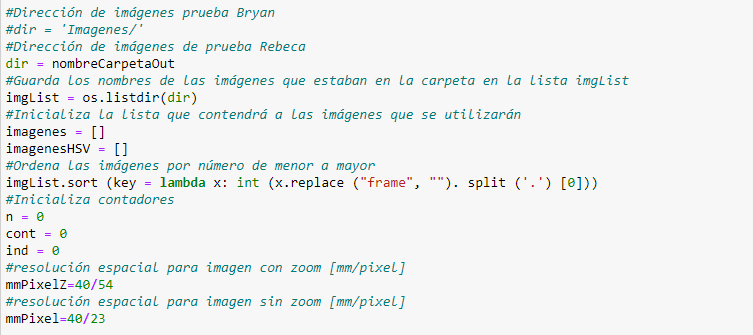 #Dirección de imágenes prueba Bryan
#dir = 'Imagenes/'
#Dirección de imágenes de prueba Rebeca
dir = nombreCarpetaOut
#Guarda los nombres de las imágenes que estaban en la carpeta en la lista imgList
imgList = os.listdir(dir)
#Inicializa la lista que contendrá a las imágenes que se utilizarán
imagenes = []
imagenesHSV = []
#Ordena las imágenes por número de menor a mayor
imgList.sort (key = lambda x: int (x.replace ("frame", ""). split ('.') [0]))
#Inicializa contadores
n = 0
cont = 0
ind = 0
#resolución espacial para imagen con zoom [mm/pixel]
mmPixelZ=40/54
#resolución espacial para imagen sin zoom [mm/pixel]
mmPixel=40/23